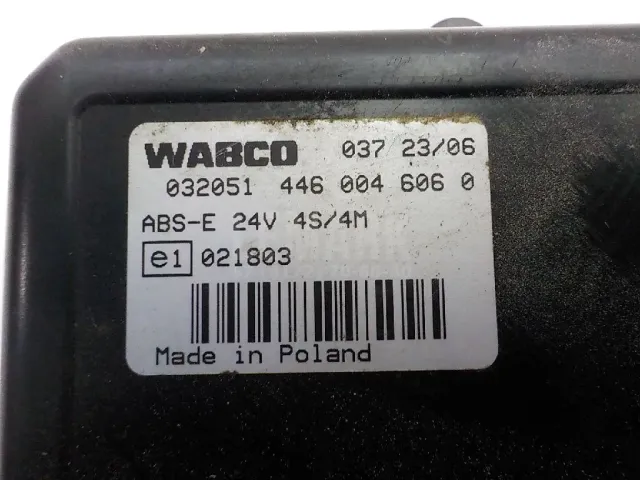 WABCO 037 23/06
032051 446 004 606 0
ABS-E 24V 4S/4M
e1 021803
Made in Poland